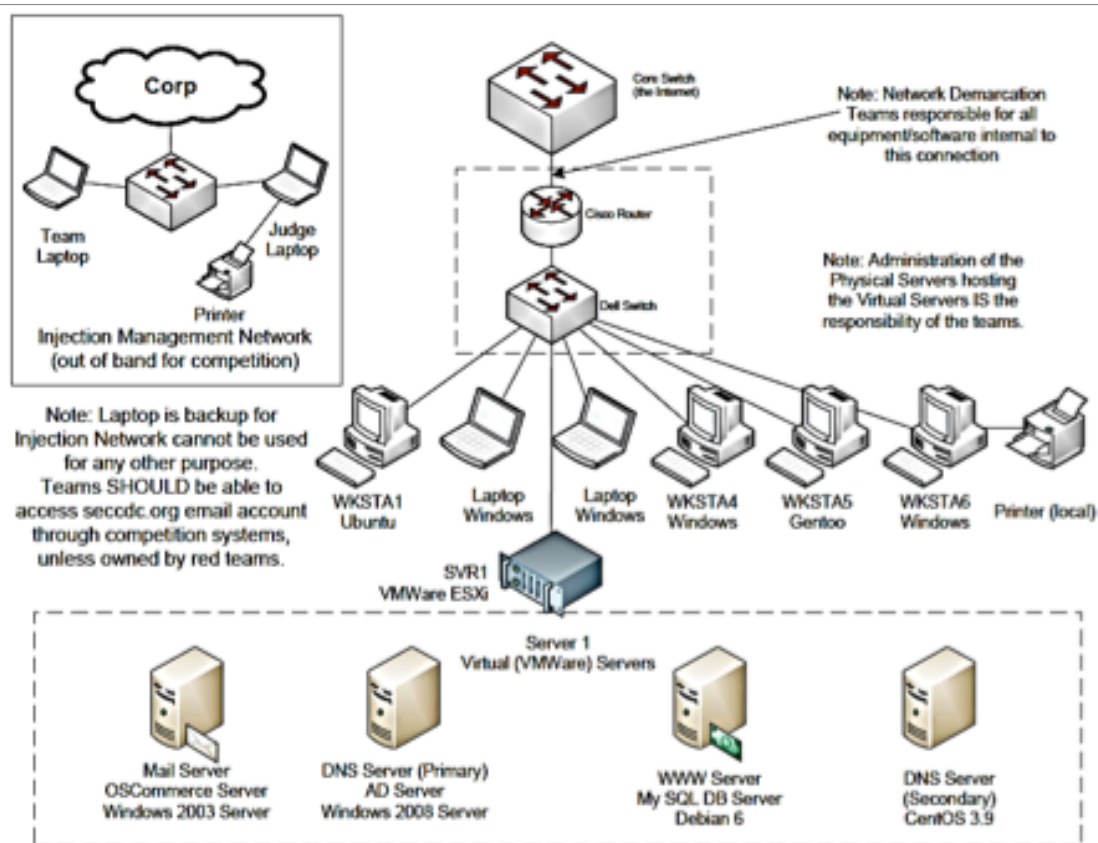 Corp
Team
Laptop
Judge
Laptop
Printer
Injection Management Network
(out of band for competition)
Core Switch
(the Internet)
Note: Network Demarcation
Teams responsible for all
equipment/software internal to
this connection
Cisco Router
Dell Switch
Note: Administration of the
Physical Servers hosting
the Virtual Servers IS the
responsibility of the teams.
Note: Laptop is backup for
Injection Network cannot be used
for any other purpose.
Teams SHOULD be able to
access seccdc.org email account
through competition systems,
unless owned by red teams.
WKSTA1
Ubuntu
Laptop
Windows
Laptop
Windows
WKSTA4
Windows
WKSTA5
Gentoo
WKSTA6
Windows
Printer (local)
SVR1
VMWare ESXi
Server 1
Virtual (VMWare) Servers
Mail Server
OSCommerce Server
Windows 2003 Server
DNS Server (Primary)
AD Server
Windows 2008 Server
WWW Server
My SQL DB Server
Debian 6
DNS Server
(Secondary)
CentOS 3.9